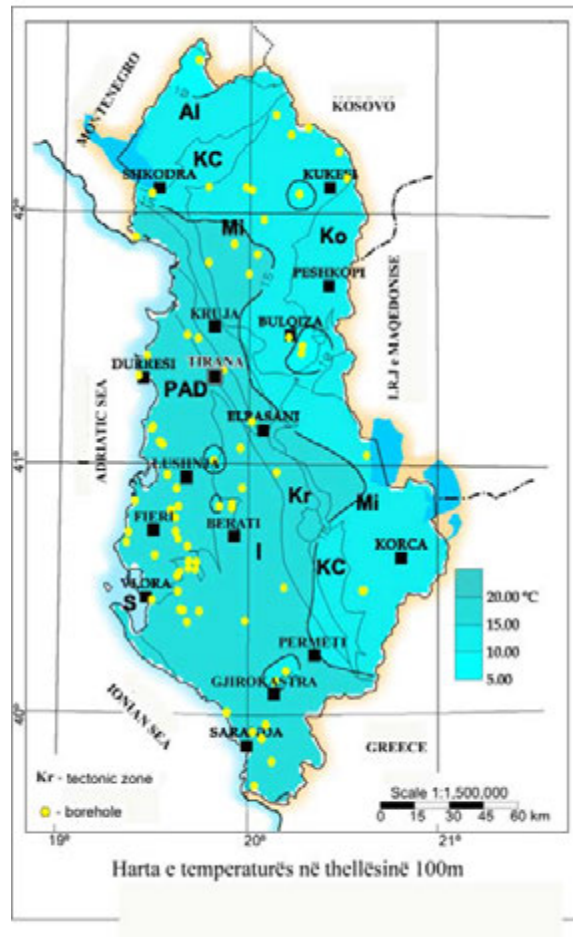 MONTENEGRO
KOSOVO
10
Al
KC
SHKODRA
KUKESI
42
Mi
Ko
15
PESHKOPI
KRUJA
BULQIZA
I.R.J e MAQEDONISE
DURRESI
TIRANA
PAD
ADRIATIC SEA
ELBASANI
41
LUSHNJA
Kr
Mi
FIERI
BERATI
I
KORCA
KC
VLORA
S
20.00 °C
15.00
10.00
5.00
PERMETI
GJIROKASTRA
IONIAN SEA
40
SARANDA
GREECE
Kr - tectonic zone
- borehole
Scale 1:1,500,000
0 15 30 45 60 km
19° 20° 21°
Harta e temperaturës në thellësinë 100m